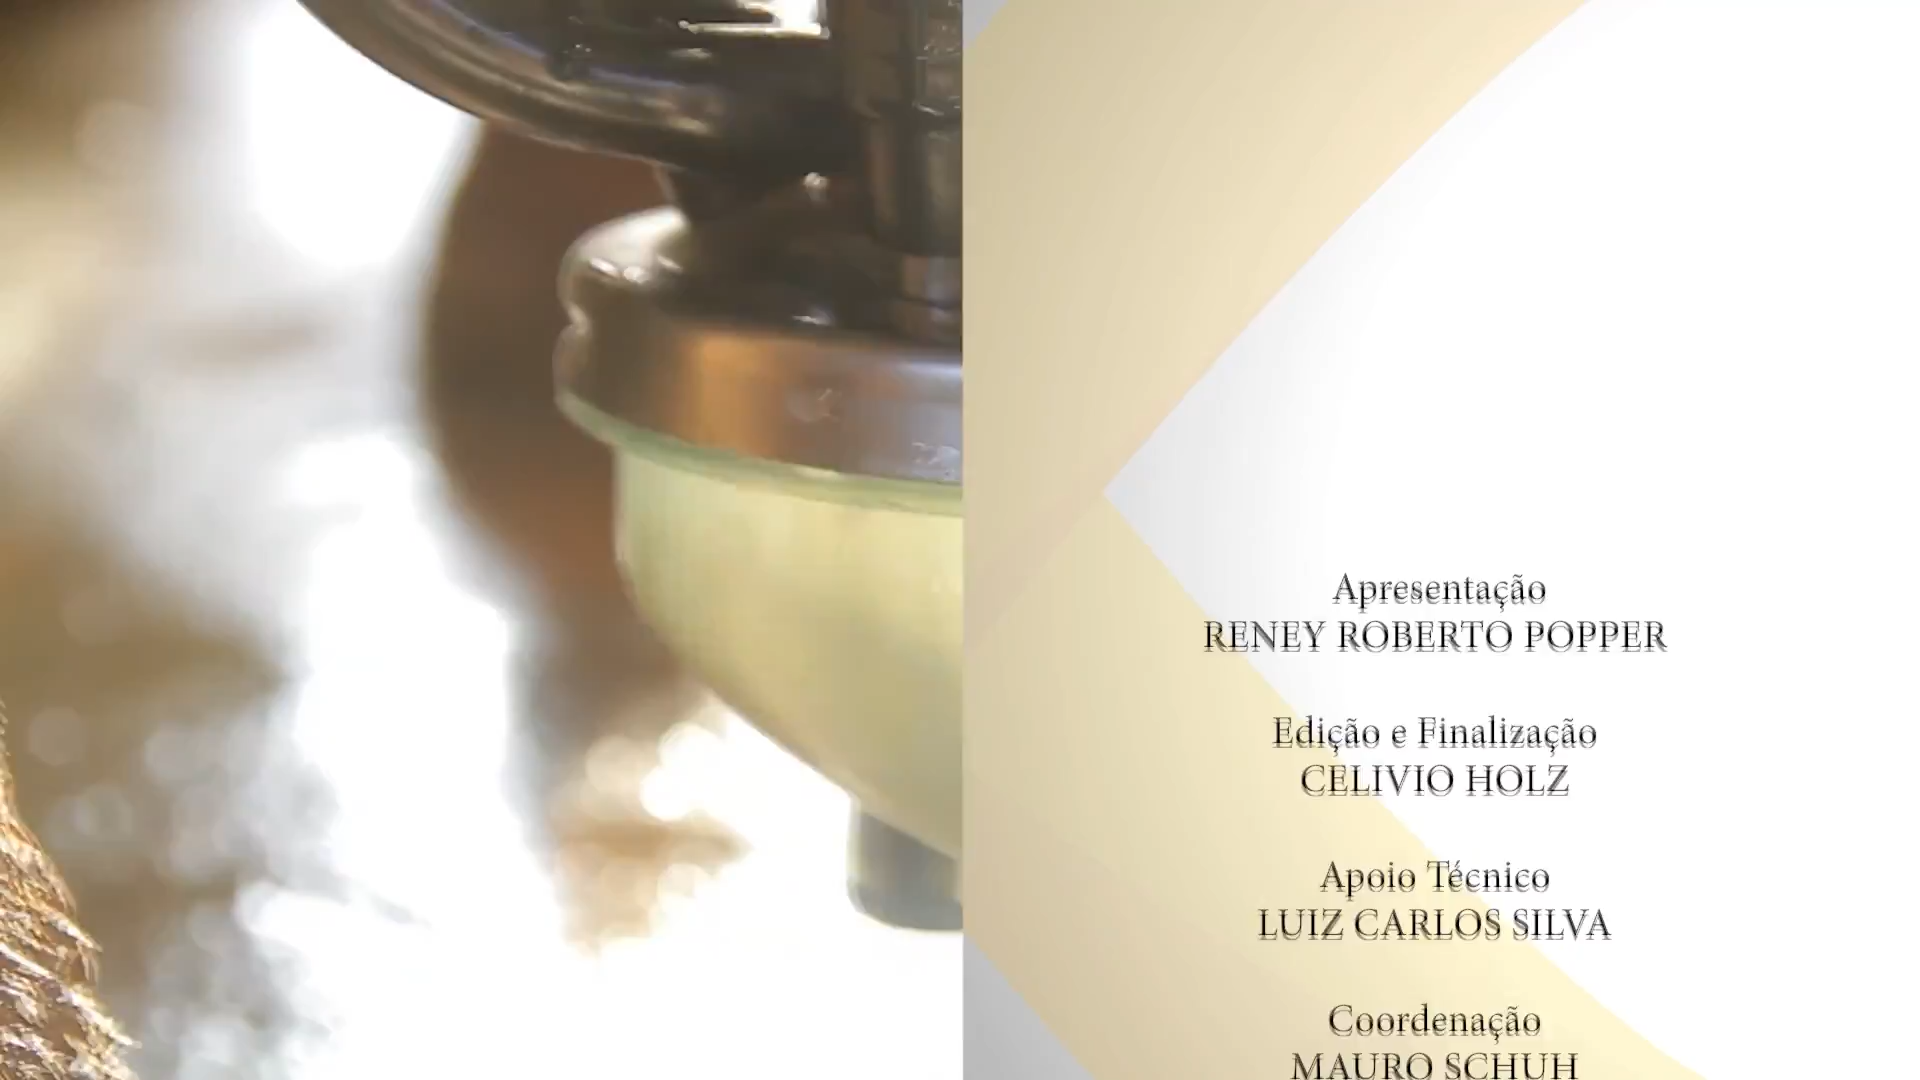 Apresentação
RENEY ROBERTO POPPER
Edição e Finalização
CELIVIO HOLZ
Apoio Técnico
LUIZ CARLOS SILVA
Coordenação
MAURO SCHUH